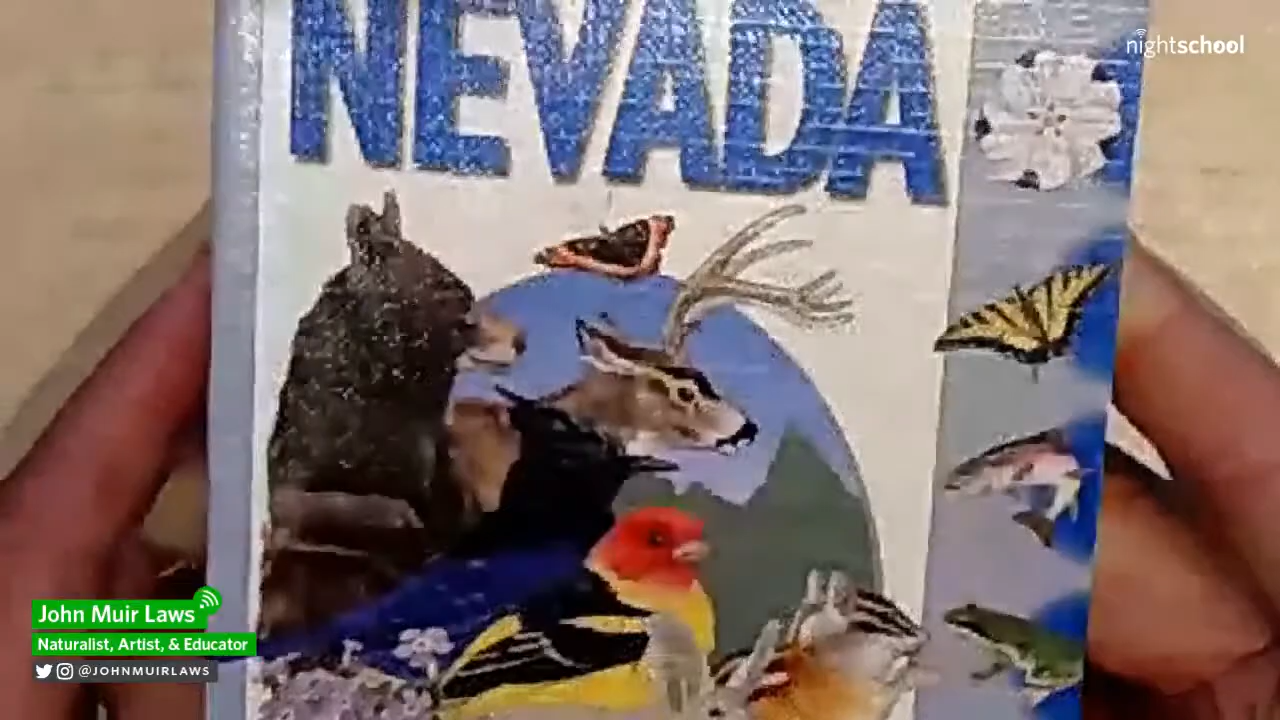 NEVADA
nightschool
John Muir Laws
Naturalist, Artist, & Educator
@JOHNMUIRLAWS